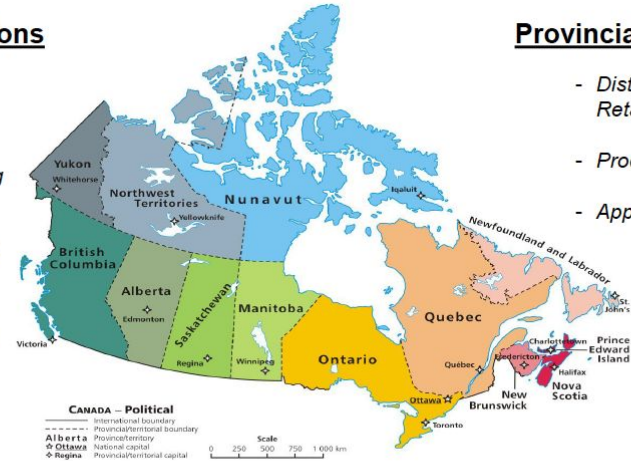 ons
Provincia
- Dist
Reta
- Prod
- App
g
Yukon
Whitehorse
Northwest
Territories
Yellowknife
Nunavut
Iqaluit
British
Columbia
Victoria
Alberta
Edmonton
Saskatchewan
Regina
Manitoba
Winnipeg
Ontario
Ottawa
Toronto
Quebec
Québec
Newfoundland and Labrador
St.
John's
Charlottetown
Prince
Edward
Island
Fredericton
Halifax
Nova
Scotia
New
Brunswick
CANADA – Political
International boundary
Provincial/territorial boundary
Alberta Province/territory
Ottawa National capital
Regina Provincial/territorial capital
Scale
0 250 500 750 1 000 km